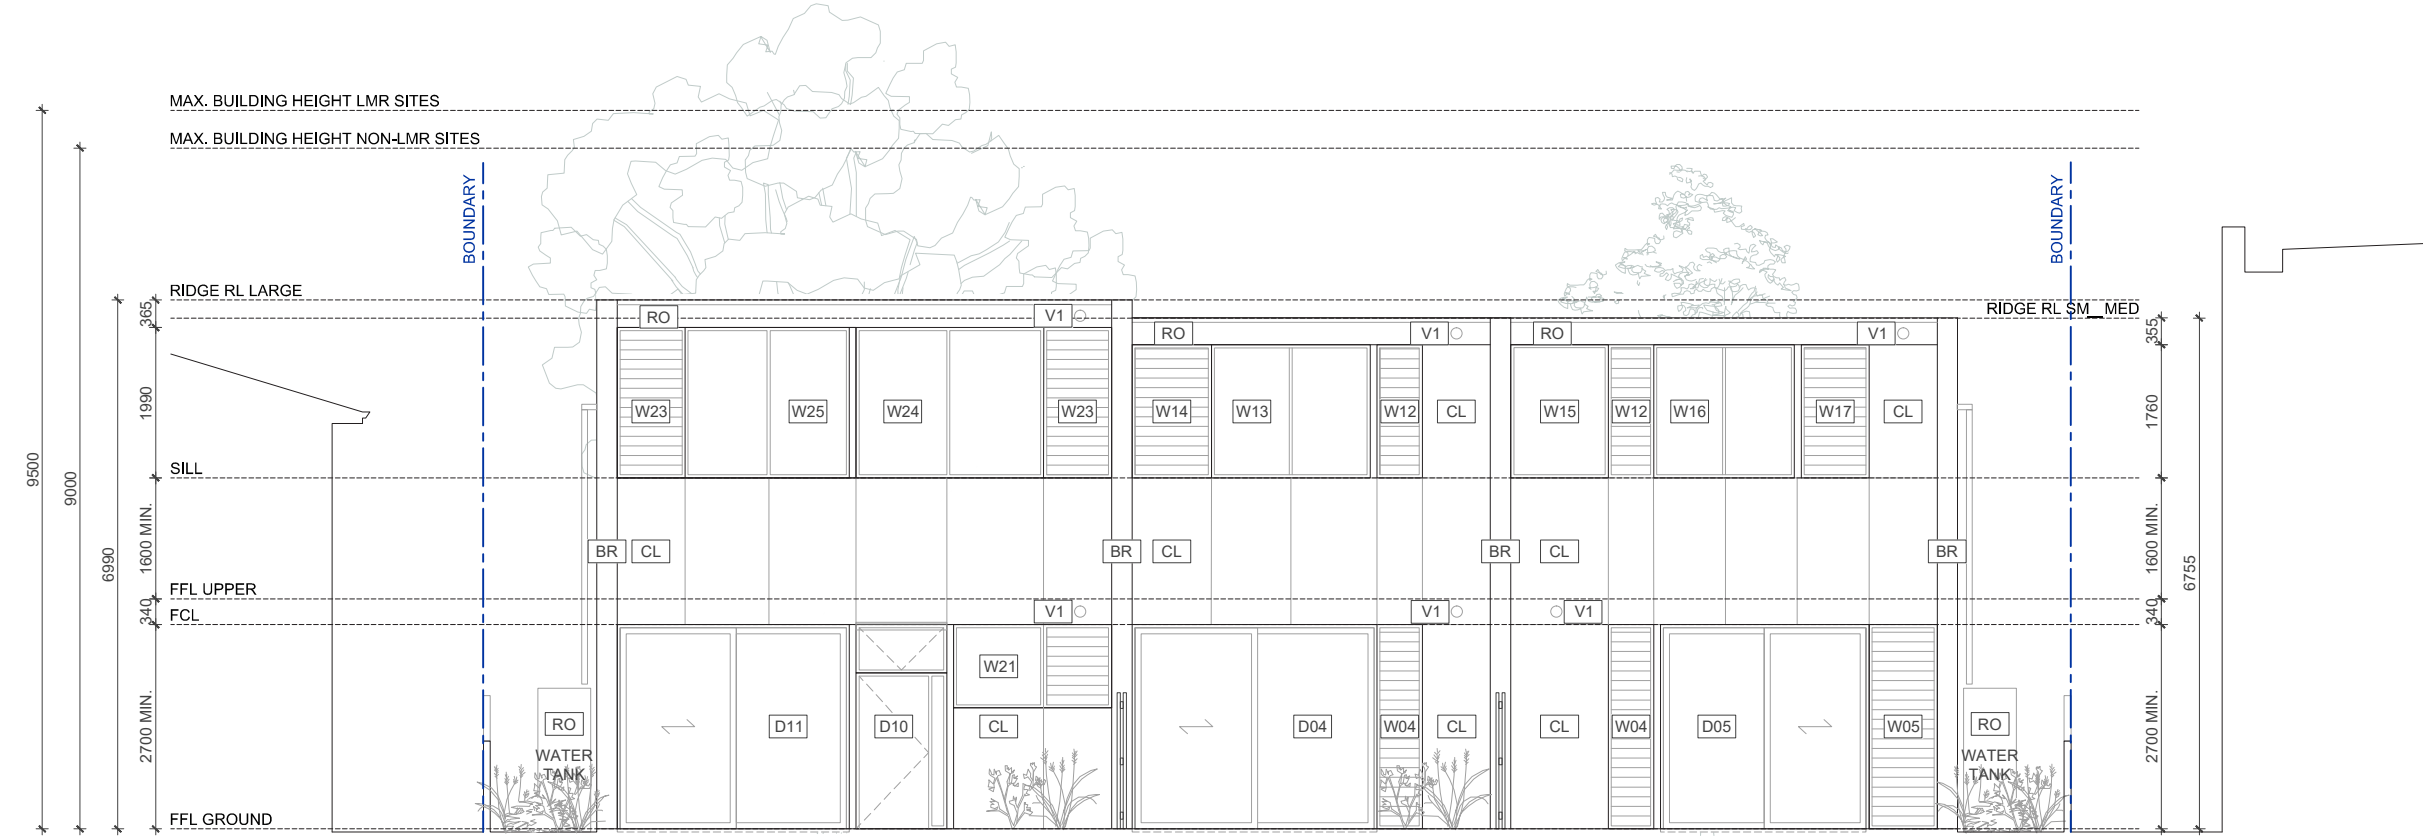 MAX. BUILDING HEIGHT LMR SITES
MAX. BUILDING HEIGHT NON-LMR SITES
BOUNDARY
BOUNDARY
RIDGE RL LARGE
RIDGE RL SM_MED
365
RO
V1
RO
V1
RO
V1
355
1990
W23
W25
W24
W23
W14
W13
W12
CL
W15
W12
W16
W17
CL
1760
SILL
9500
9000
6990
1600 MIN.
BR
CL
BR
CL
BR
CL
BR
1600 MIN.
6755
FFL UPPER
340
FCL
V1
V1
V1
340
W21
2700 MIN.
RO
WATER
TANK
D11
D10
CL
D04
W04
CL
CL
W04
D05
W05
RO
WATER
TANK
2700 MIN.
FFL GROUND